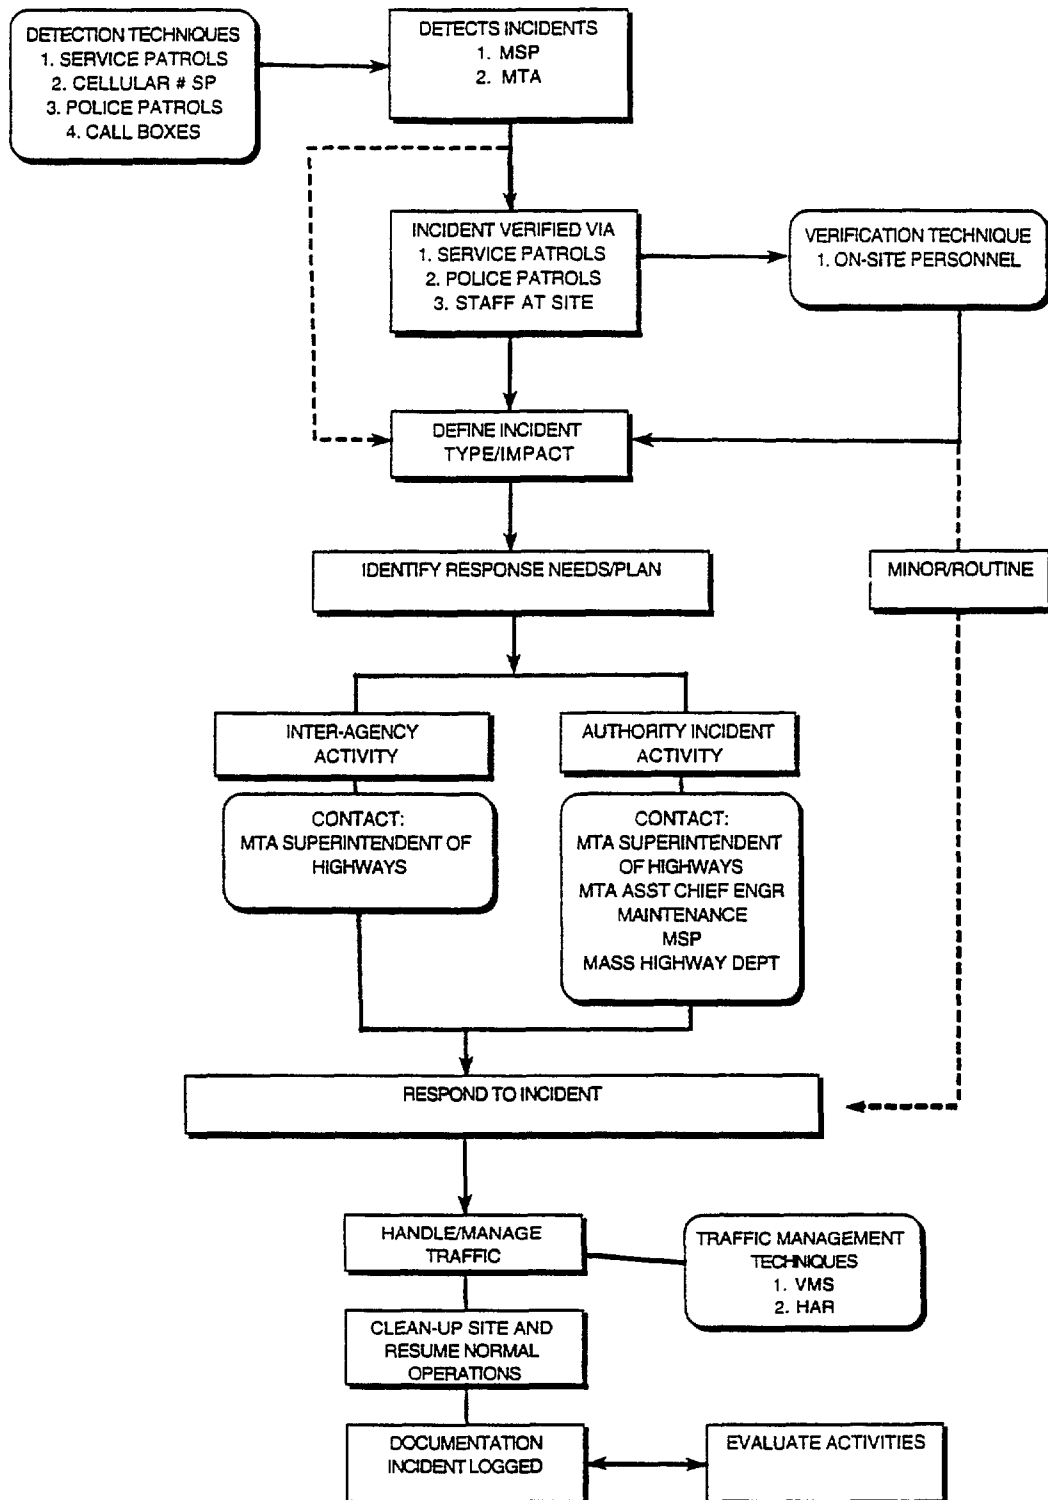 DETECTION TECHNIQUES
1. SERVICE PATROLS
2. CELLULAR # SP
3. POLICE PATROLS
4. CALL BOXES
DETECTS INCIDENTS
1. MSP
2. MTA
INCIDENT VERIFIED VIA
1. SERVICE PATROLS
2. POLICE PATROLS
3. STAFF AT SITE
VERIFICATION TECHNIQUE
1. ON-SITE PERSONNEL
DEFINE INCIDENT
TYPE/IMPACT
IDENTIFY RESPONSE NEEDS/PLAN
MINOR/ROUTINE
INTER-AGENCY
ACTIVITY
AUTHORITY INCIDENT
ACTIVITY
CONTACT:
MTA SUPERINTENDENT OF
HIGHWAYS
CONTACT:
MTA SUPERINTENDENT
OF HIGHWAYS
MTA ASST CHIEF ENGR
MAINTENANCE
MSP
MASS HIGHWAY DEPT
RESPOND TO INCIDENT
HANDLE/MANAGE
TRAFFIC
TRAFFIC MANAGEMENT
TECHNIQUES
1. VMS
2. HAR
CLEAN-UP SITE AND
RESUME NORMAL
OPERATIONS
DOCUMENTATION
INCIDENT LOGGED
EVALUATE ACTIVITIES